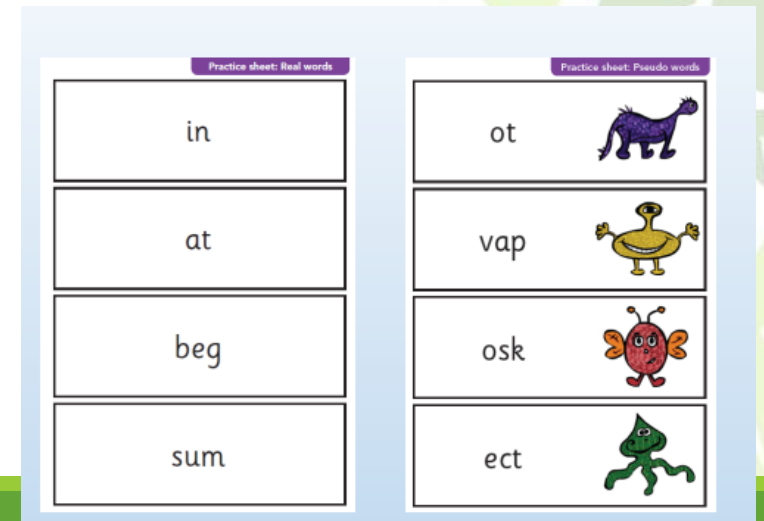 Practice sheet: Real words
in
at
beg
sum
Practice sheet: Pseudo words
ot
vap
osk
ect